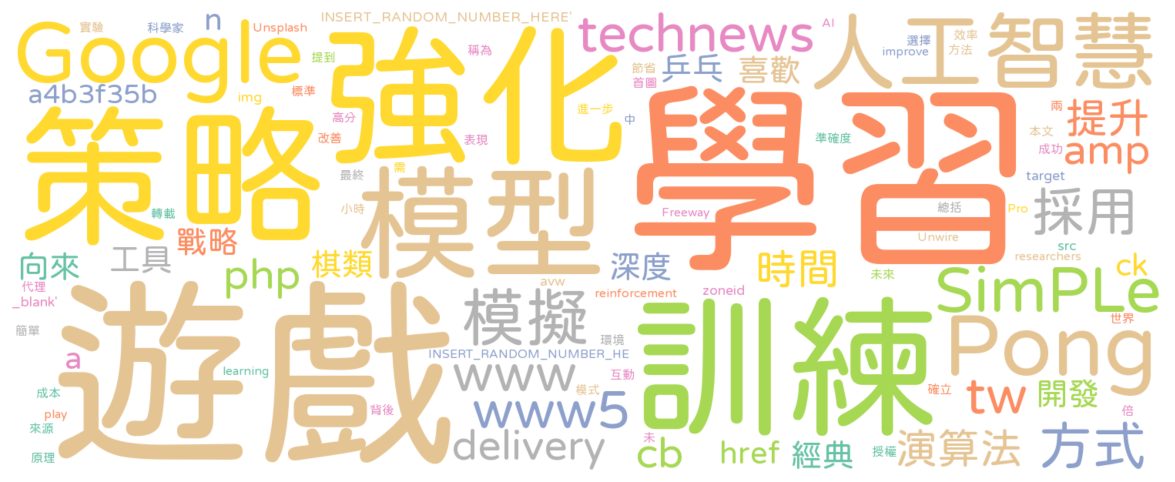 INSERT_RANDOM_NUMBER_HERE'
n
科學家
實驗
Unsplash
Google
強化
technews
AI
人工智慧
選擇
效率
improve
方法
稱為
提到
節省
首圖
乒乓
喜歡
a4b3f35b
img
標準
進一步
兩
提升
高分
中
學習
本文
策略
改善
表現
準確度
成功
amp
最終
需
模型
target
小時
Freeway
總括
Pro
採用
轉載
戰略
Unwire
src
researchers
向來
工具
棋類
深度
時間
ck
php
未來
代理
_blank'
avw
reinforcement
zoneid
SimPLe
遊戲
模擬
訓練
世界
簡單
環境
Pong
a
INSERT_RANDOM_NUMBER_HE
learning
www
互動
模式
確立
成本
tw
開發
play
背後
www5
倍
來源
delivery
未
方式
原理
cb
href
經典
授權
演算法